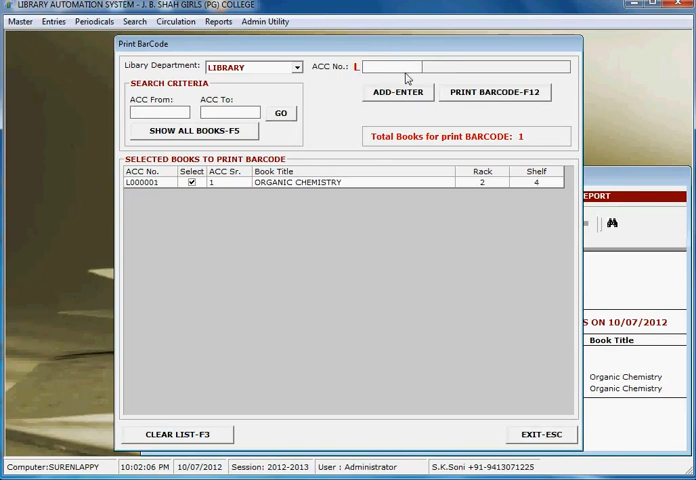 LIBRARY AUTOMATION SYSTEM - J. B. SHAH GIRLS (PG) COLLEGE
Master Entries Periodicals Search Circulation Reports Admin Utility
Print BarCode
Libary Department: LIBRARY ACC No.: L
SEARCH CRITERIA
ACC From: ACC To:
GO
SHOW ALL BOOKS-F5
ADD-ENTER PRINT BARCODE-F12
Total Books for print BARCODE: 1
SELECTED BOOKS TO PRINT BARCODE
ACC No. Select ACC Sr. Book Title Rack Shelf
L000001 1 ORGANIC CHEMISTRY 2 4
EPORT
S ON 10/07/2012
Book Title
Organic Chemistry
Organic Chemistry
CLEAR LIST-F3 EXIT-ESC
Computer:SURENLAPPY 10:02:06 PM 10/07/2012 Session: 2012-2013 User : Administrator S.K.Soni +91-9413071225